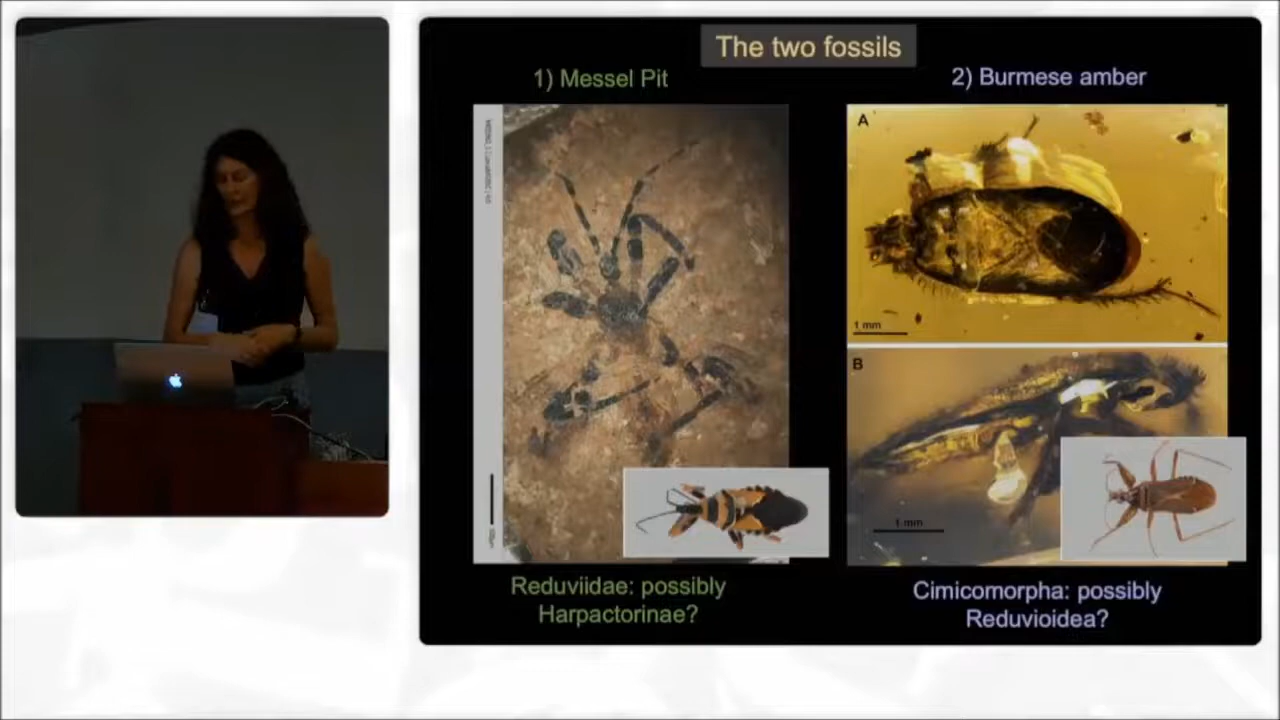 The two fossils
1) Messel Pit
2) Burmese amber
A
1 mm
B
1 mm
Reduviidae: possibly
Harpactorinae?
Cimicomorpha: possibly
Reduvioidea?